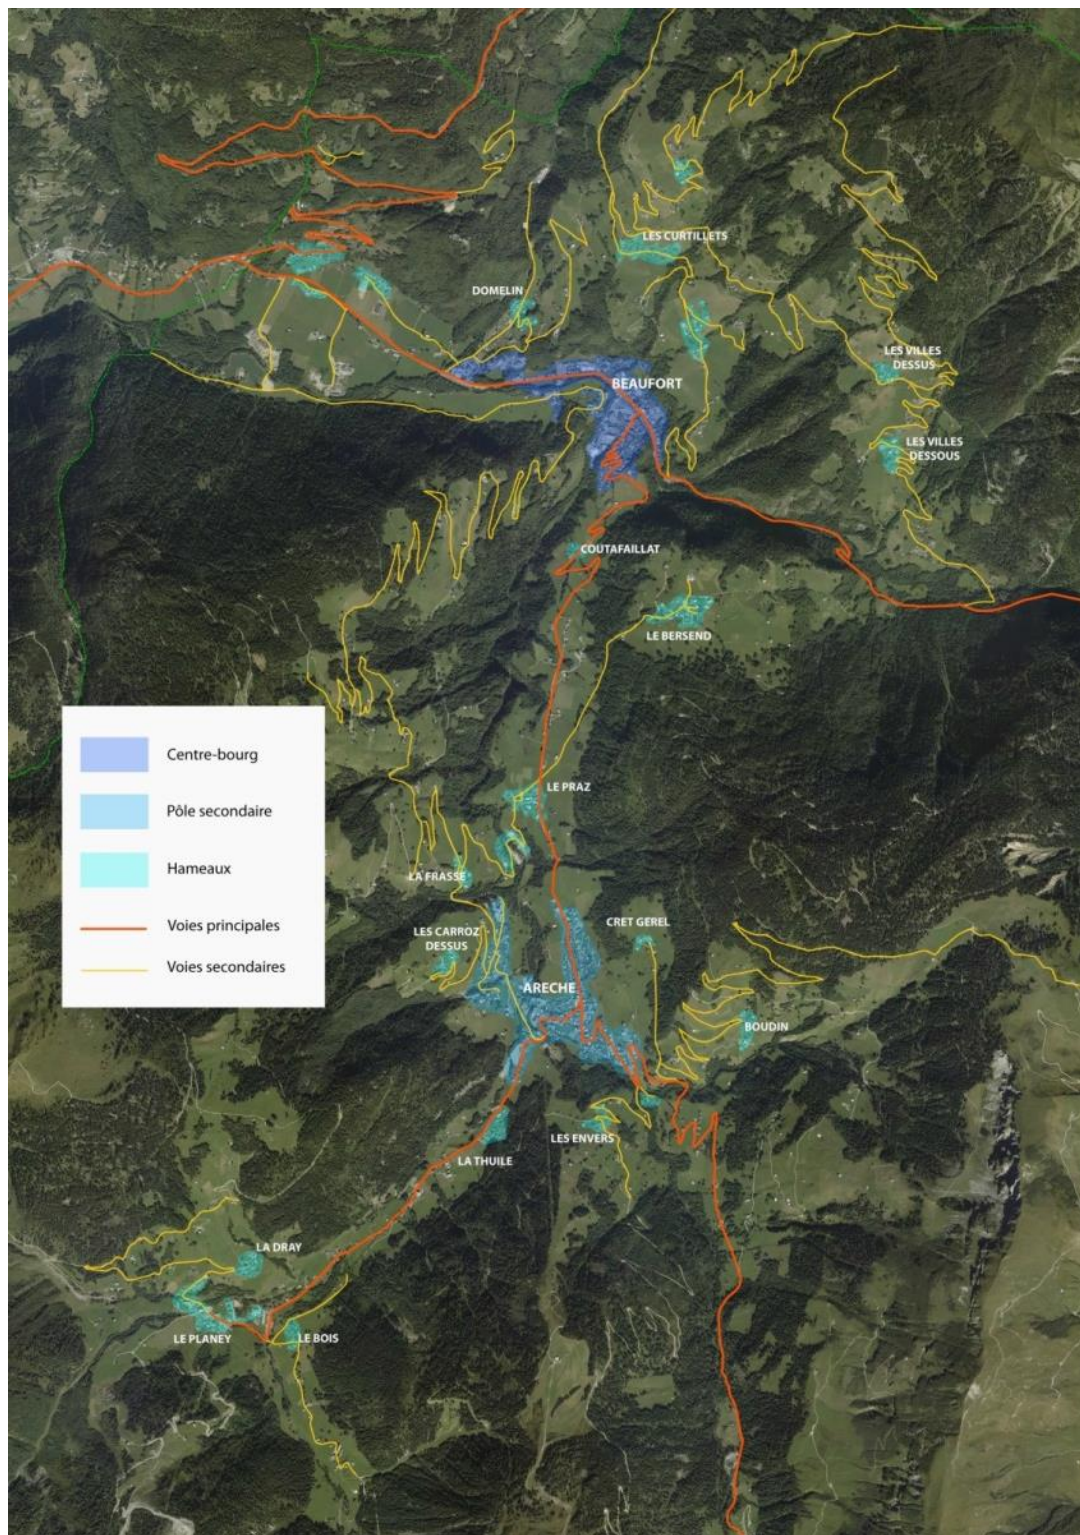 LES CURTILLETS
DOMELIN
LES VILLES
DESSUS
BEAUFORT
LES VILLES
DESSOUS
COUTAFAILLAT
LE BERSEND
Centre-bourg
Pôle secondaire
Hameaux
Voies principales
Voies secondaires
LE PRAZ
LA FRASSE
CRET GEREL
LES CARROZ
DESSUS
ARECHE
BOUDIN
LES ENVERS
LA THUILE
LA DRAY
LE PLANEY
LE BOIS